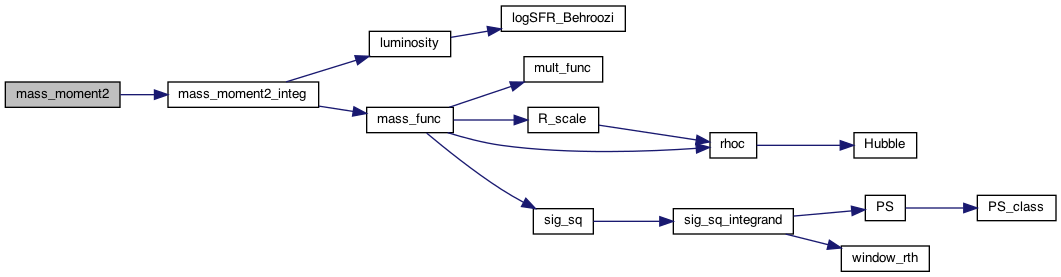 mass_moment2
mass_moment2_integ
luminosity
logSFR_Behroozi
mass_func
mult_func
R_scale
rhoc
Hubble
sig_sq
sig_sq_integrand
PS
PS_class
window_rth